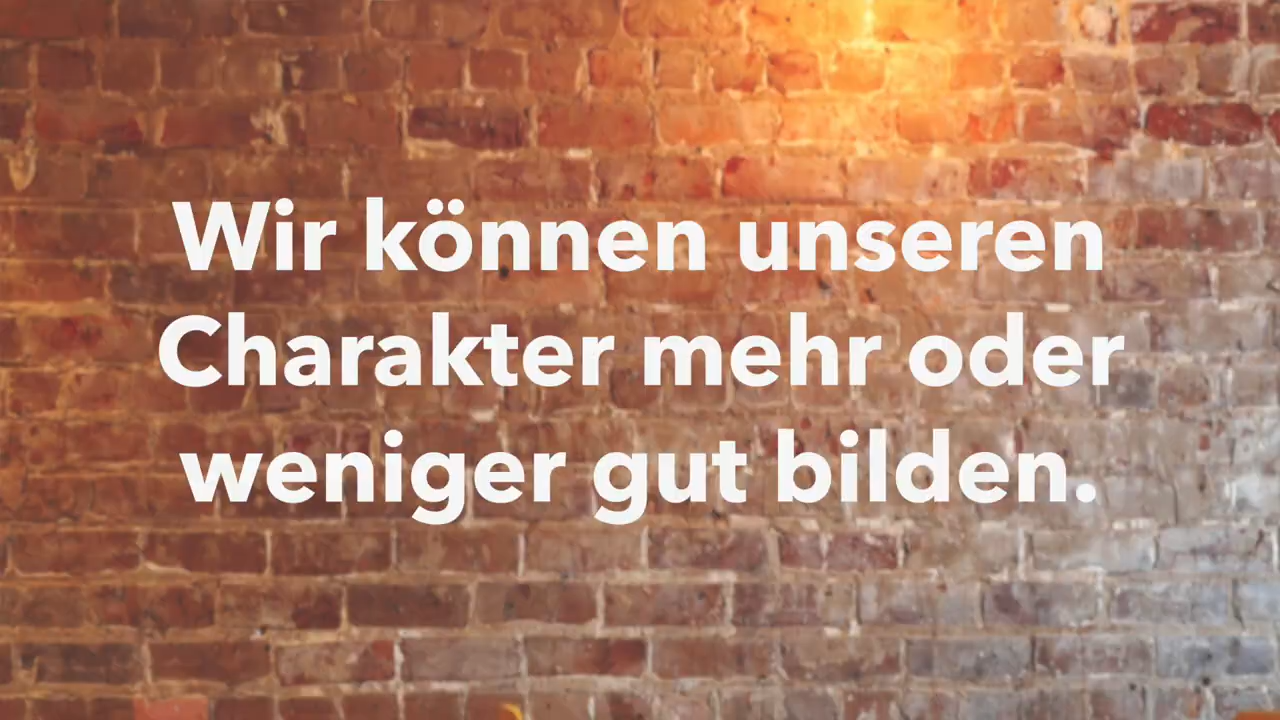 Wir können unseren
Charakter mehr oder
weniger gut bilden.